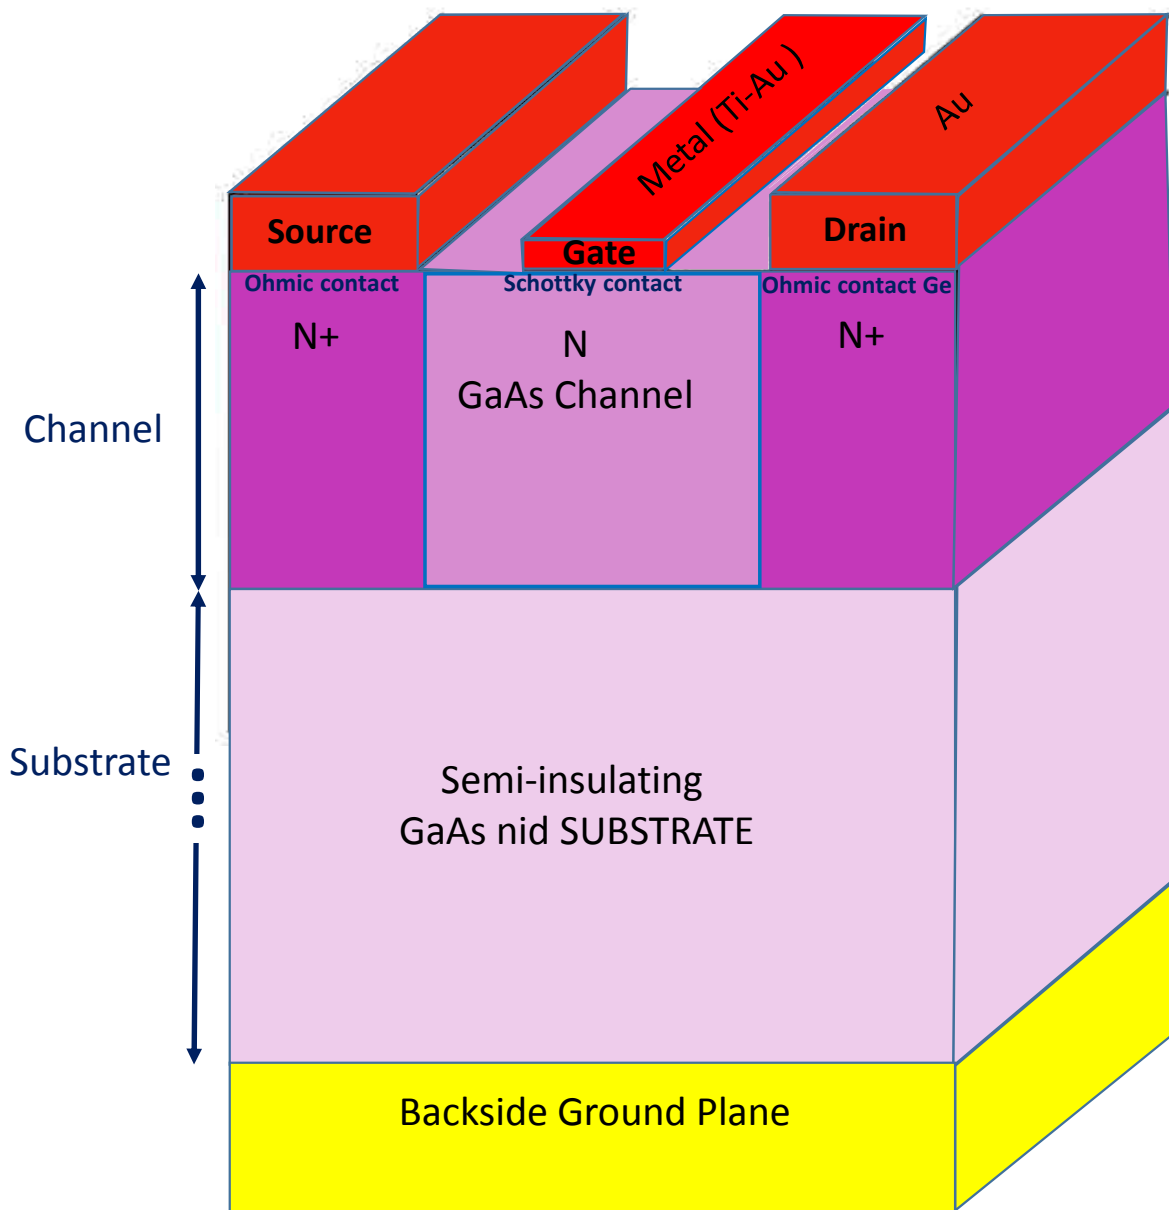 Metal (Ti-Au )
Au
Source
Gate
Drain
Ohmic contact
Schottky contact
Ohmic contact Ge
N+
N
N+
GaAs Channel
Channel
Substrate
Semi-insulating
GaAs nid SUBSTRATE
Backside Ground Plane